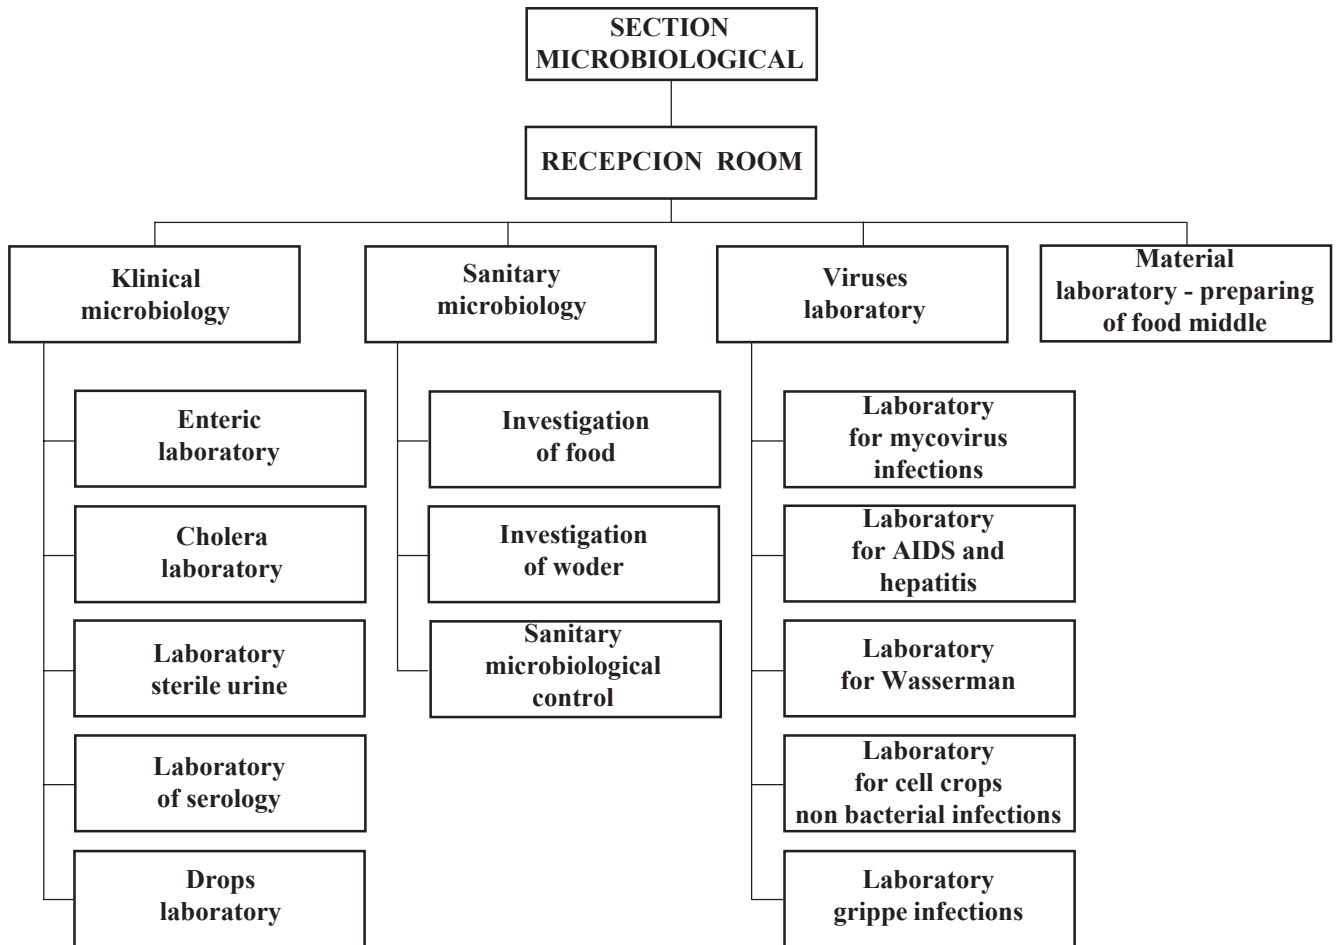 SECTION
MICROBIOLOGICAL
RECEPCION ROOM
Klinical
microbiology
Sanitary
microbiology
Viruses
laboratory
Material
laboratory - preparing
of food middle
Enteric
laboratory
Cholera
laboratory
Laboratory
sterile urine
Laboratory
of serology
Drops
laboratory
Investigation
of food
Investigation
of woder
Sanitary
microbiological
control
Laboratory
for mycovirus
infections
Laboratory
for AIDS and
hepatitis
Laboratory
for Wasserman
Laboratory
for cell crops
non bacterial infections
Laboratory
grippe infections